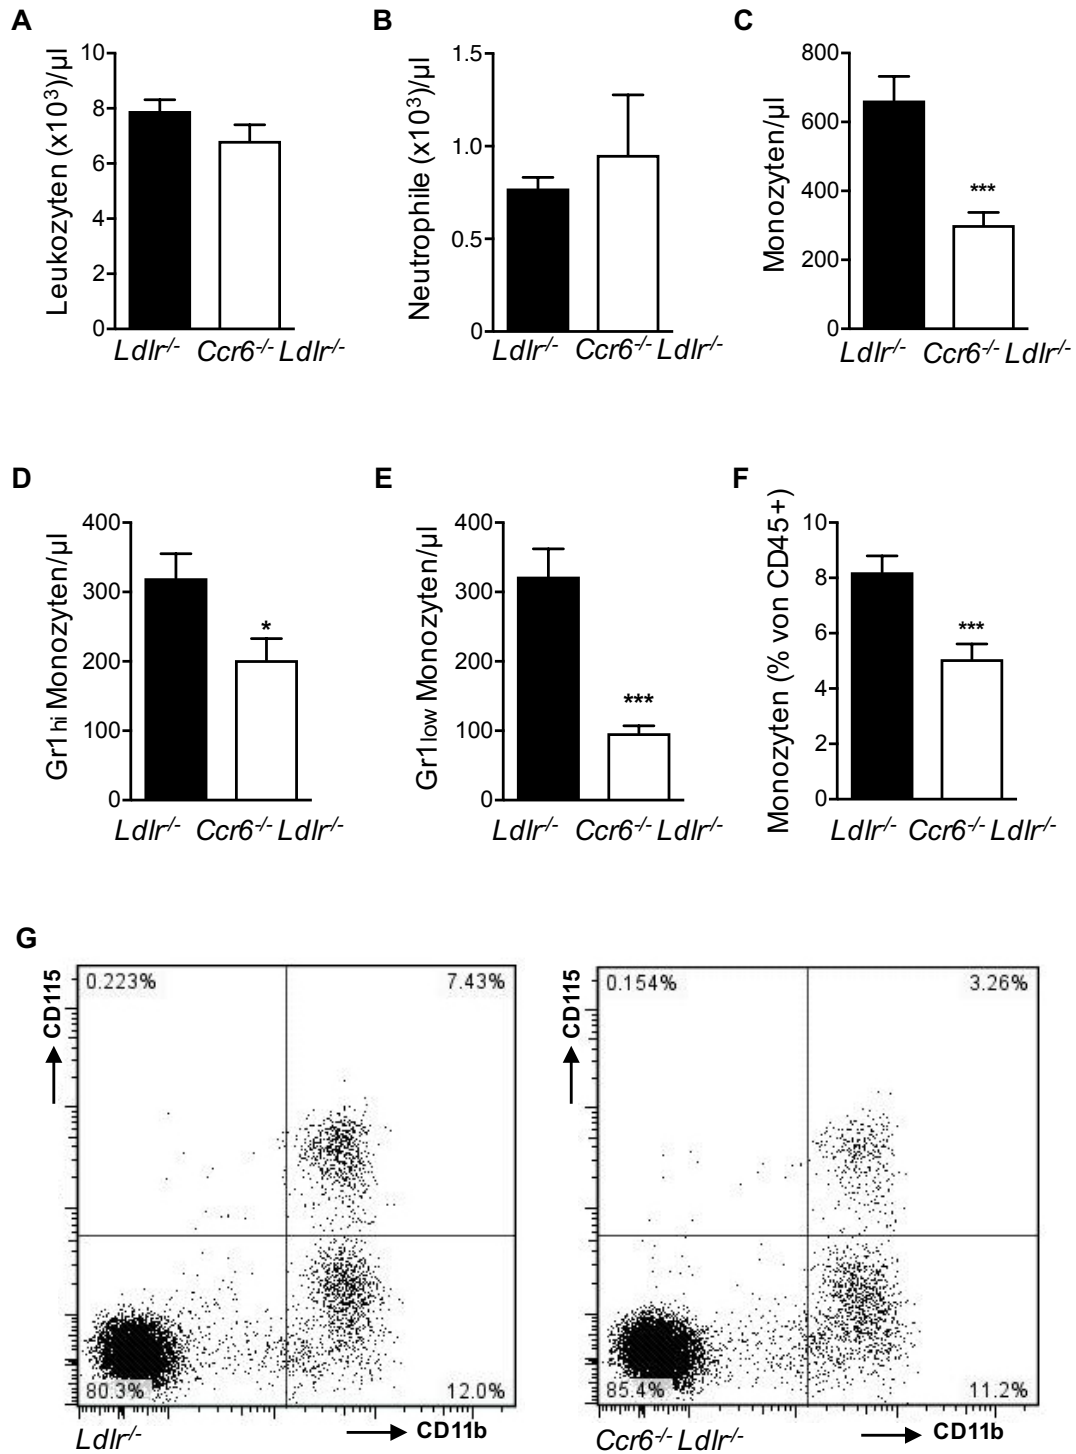 A
Leukozyten (x10³)/µl
10
8
6
4
2
0
Ldlr⁻/⁻ Ccr6⁻/⁻ Ldlr⁻/⁻
B
Neutrophile (x10³)/µl
1.5
1.0
0.5
0
Ldlr⁻/⁻ Ccr6⁻/⁻ Ldlr⁻/⁻
C
Monozyten/µl
800
600
400
200
0
***
Ldlr⁻/⁻ Ccr6⁻/⁻ Ldlr⁻/⁻
D
Gr1hi Monozyten/µl
400
300
200
100
0
*
Ldlr⁻/⁻ Ccr6⁻/⁻ Ldlr⁻/⁻
E
Gr1low Monozyten/µl
400
300
200
100
0
***
Ldlr⁻/⁻ Ccr6⁻/⁻ Ldlr⁻/⁻
F
Monozyten (% von CD45+)
10
8
6
4
2
0
***
Ldlr⁻/⁻ Ccr6⁻/⁻ Ldlr⁻/⁻
G
CD115
0.223% 7.43%
80.3% 12.0%
Ldlr⁻/⁻ CD11b
CD115
0.154% 3.26%
85.4% 11.2%
Ccr6⁻/⁻ Ldlr⁻/⁻ CD11b